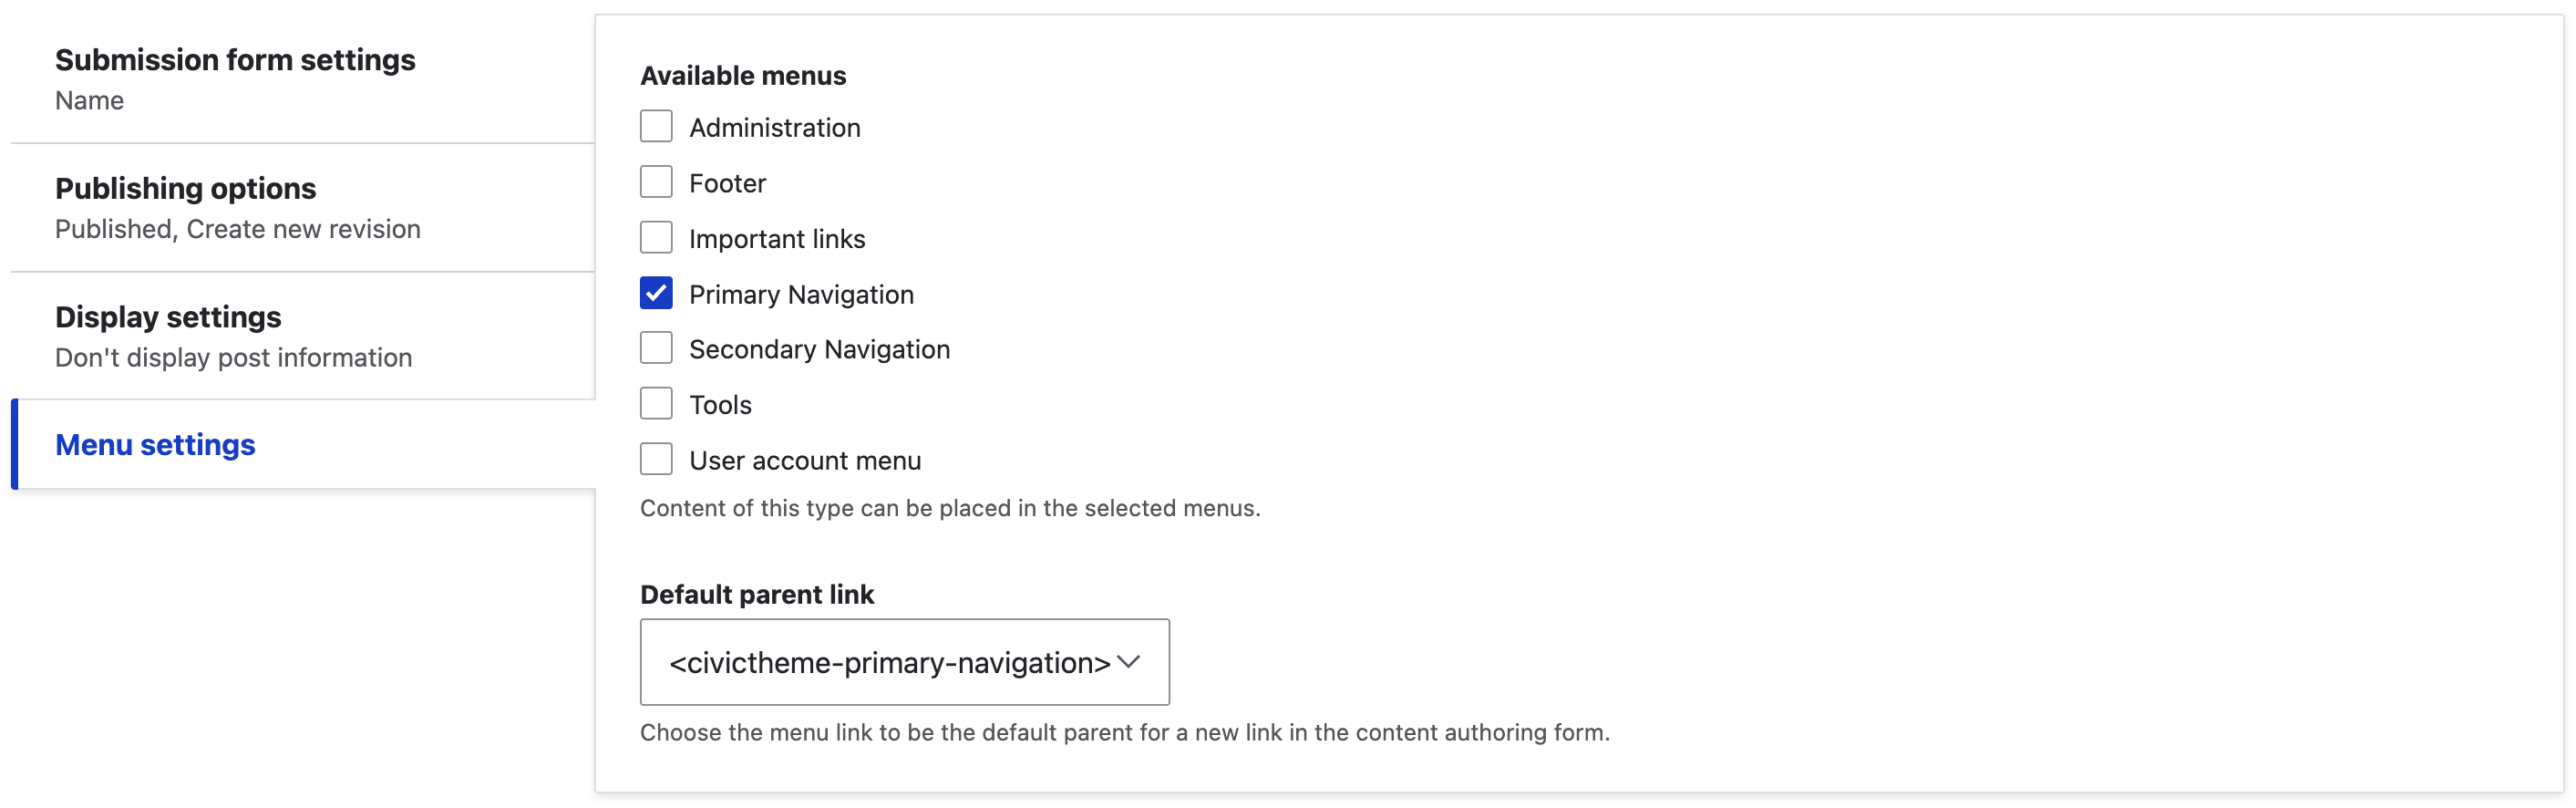 Submission form settings
Name
Publishing options
Published, Create new revision
Display settings
Don't display post information
Menu settings
Available menus
Administration
Footer
Important links
Primary Navigation
Secondary Navigation
Tools
User account menu
Content of this type can be placed in the selected menus.
Default parent link
<civictheme-primary-navigation>
Choose the menu link to be the default parent for a new link in the content authoring form.